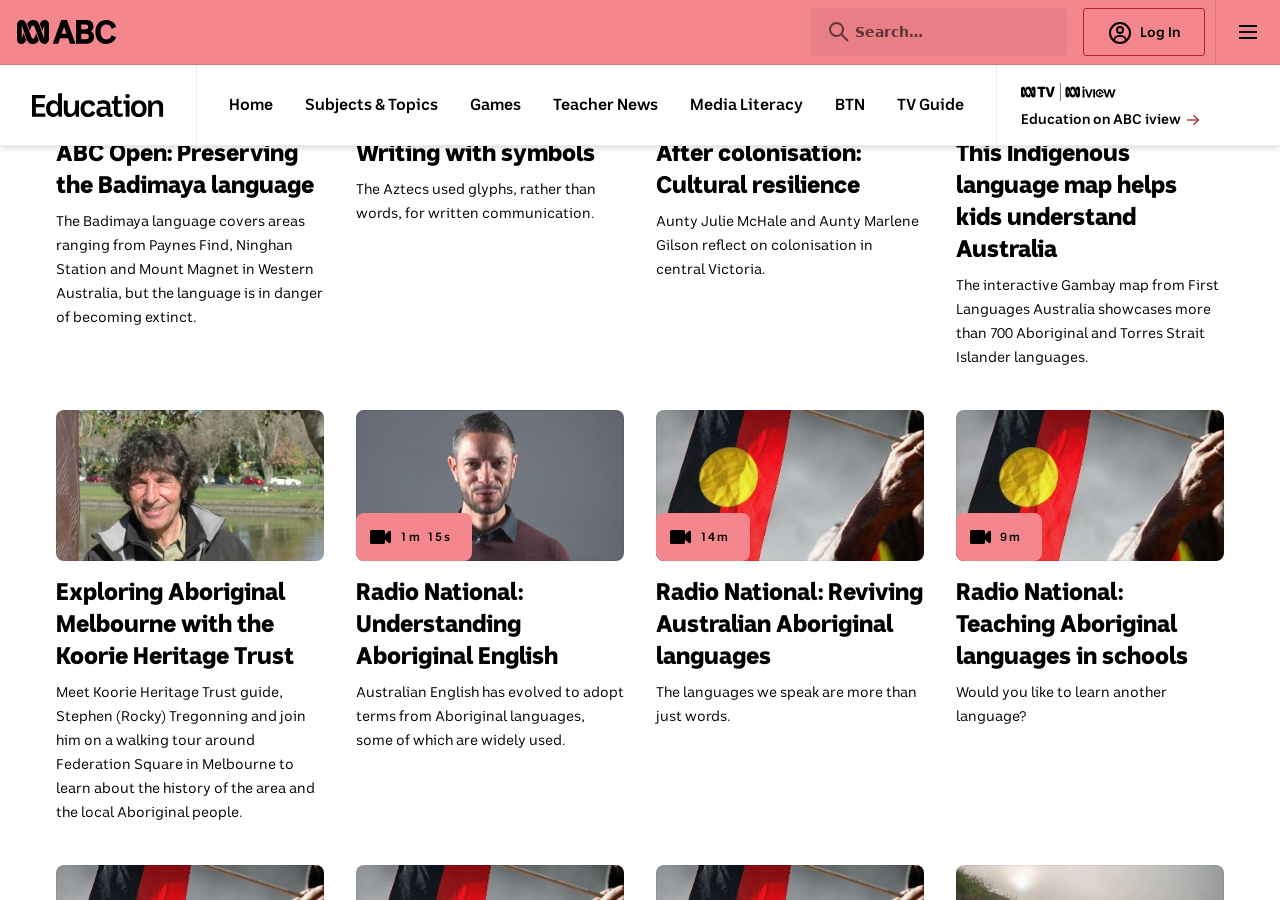 ABC
Search...
Log In
Education
Home
Subjects & Topics
Games
Teacher News
Media Literacy
BTN
TV Guide
TV
iview
Education on ABC iview
ABC Open: Preserving
the Badimaya language
The Badimaya language covers areas
ranging from Paynes Find, Ninghan
Station and Mount Magnet in Western
Australia, but the language is in danger
of becoming extinct.
Writing with symbols
The Aztecs used glyphs, rather than
words, for written communication.
After colonisation:
Cultural resilience
Aunty Julie McHale and Aunty Marlene
Gilson reflect on colonisation in
central Victoria.
This Indigenous
language map helps
kids understand
Australia
The interactive Gambay map from First
Languages Australia showcases more
than 700 Aboriginal and Torres Strait
Islander languages.
Exploring Aboriginal
Melbourne with the
Koorie Heritage Trust
Meet Koorie Heritage Trust guide,
Stephen (Rocky) Tregonning and join
him on a walking tour around
Federation Square in Melbourne to
learn about the history of the area and
the local Aboriginal people.
1m 15s
Radio National:
Understanding
Aboriginal English
Australian English has evolved to adopt
terms from Aboriginal languages,
some of which are widely used.
14m
Radio National: Reviving
Australian Aboriginal
languages
The languages we speak are more than
just words.
9m
Radio National:
Teaching Aboriginal
languages in schools
Would you like to learn another
language?